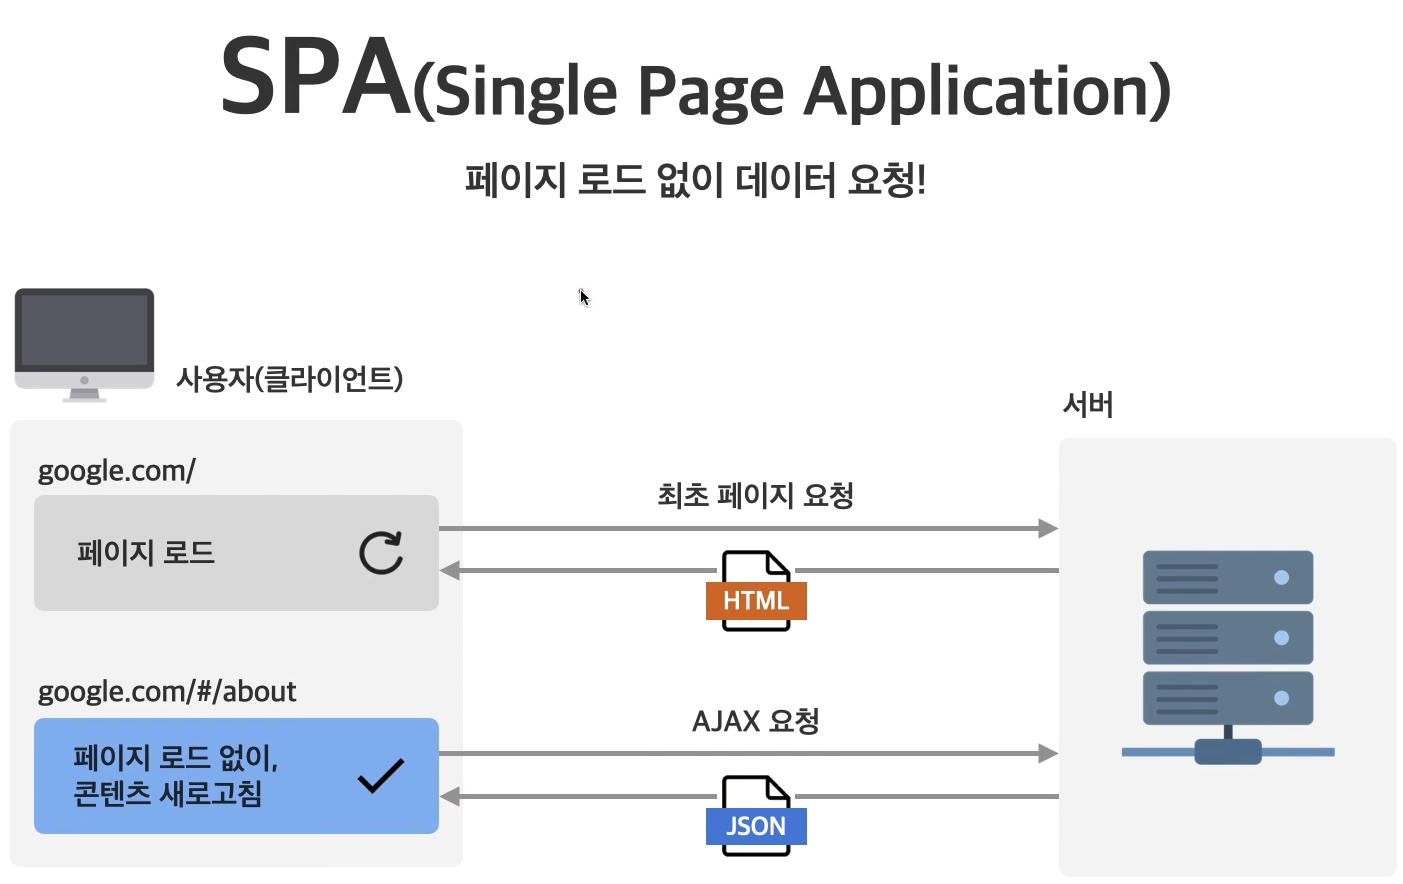 SPA(Single Page Application)
페이지 로드 없이 데이터 요청!
사용자(클라이언트)
서버
google.com/
페이지 로드
최초 페이지 요청
HTML
google.com/#/about
페이지 로드 없이,
콘텐츠 새로고침
AJAX 요청
JSON